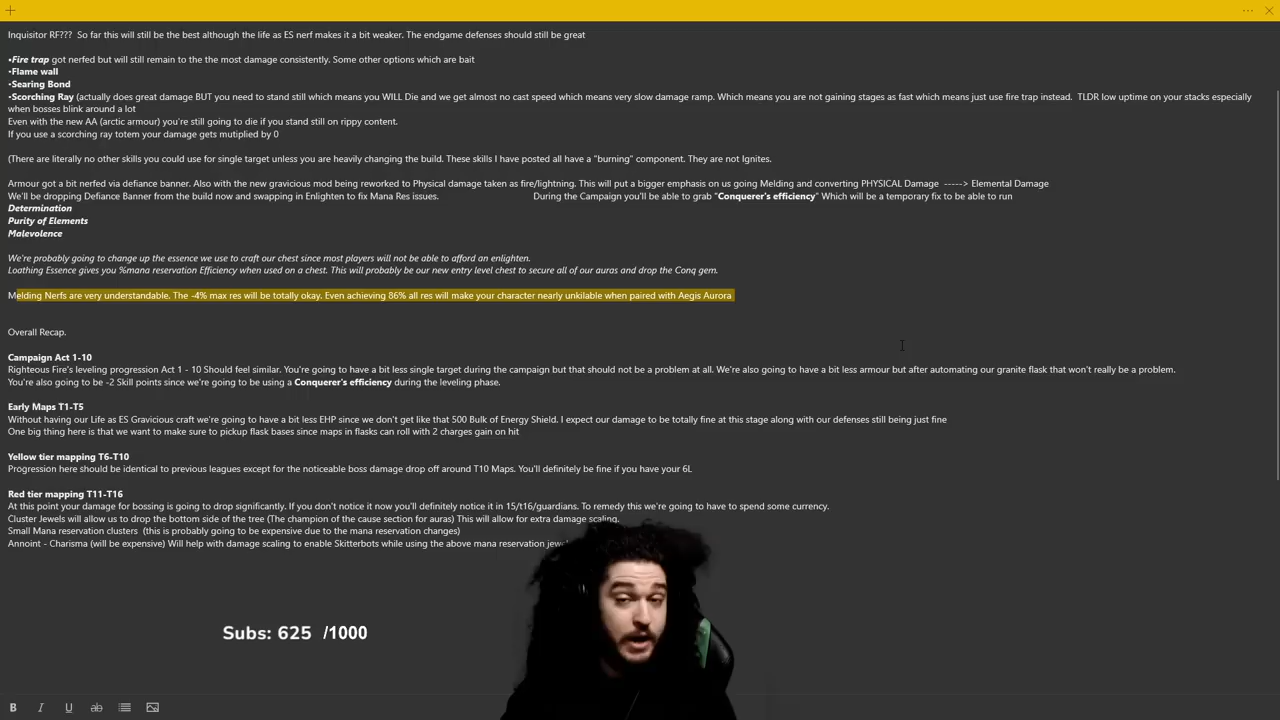 Inquisitor RF???  So far this will still be the best although the life as ES nerf makes it a bit weaker. The endgame defenses should still be great
•Fire trap got nerfed but will still remain to the the most damage consistently. Some other options which are bait
•Flame wall
•Searing Bond
•Scorching Ray (actually does great damage BUT you need to stand still which means you WILL Die and we get almost no cast speed which means very slow damage ramp. Which means you are not gaining stages as fast which means just use fire trap instead.  TLDR low uptime on your stacks especially
when bosses blink around a lot
Even with the new AA (arctic armour) you're still going to die if you stand still on rippy content.
If you use a scorching ray totem your damage gets mutiplied by 0
(There are literally no other skills you could use for single target unless you are heavily changing the build. These skills I have posted all have a "burning" component. They are not Ignites.
Armour got a bit nerfed via defiance banner. Also with the new gravicious mod being reworked to Physical damage taken as fire/lightning. This will put a bigger emphasis on us going Melding and converting PHYSICAL Damage  -----> Elemental Damage
We'll be dropping Defiance Banner from the build now and swapping in Enlighten to fix Mana Res issues. During the Campaign you'll be able to grab "Conquerer's efficiency" Which will be a temporary fix to be able to run
Determination
Purity of Elements
Malevolence
We're probably going to change up the essence we use to craft our chest since most players will not be able to afford an enlighten.
Loathing Essence gives you %mana reservation Efficiency when used on a chest. This will probably be our new entry level chest to secure all of our auras and drop the Conq gem.
Melding Nerfs are very understandable. The -4% max res will be totally okay. Even achieving 86% all res will make your character nearly unkilable when paired with Aegis Aurora
Overall Recap.
Campaign Act 1-10
Righteous Fire's leveling progression Act 1 - 10 Should feel similar. You're going to have a bit less single target during the campaign but that should not be a problem at all. We're also going to have a bit less armour but after automating our granite flask that won't really be a problem.
You're also going to be -2 Skill points since we're going to be using a Conquerer's efficiency during the leveling phase.
Early Maps T1-T5
Without having our Life as ES Gravicious craft we're going to have a bit less EHP since we don't get like that 500 Bulk of Energy Shield. I expect our damage to be totally fine at this stage along with our defenses still being just fine
One big thing here is that we want to make sure to pickup flask bases since maps in flasks can roll with 2 charges gain on hit
Yellow tier mapping T6-T10
Progression here should be identical to previous leagues except for the noticeable boss damage drop off around T10 Maps. You'll definitely be fine if you have your 6L
Red tier mapping T11-T16
At this point your damage for bossing is going to drop significantly. If you don't notice it now you'll definitely notice it in 15/t16/guardians. To remedy this we're going to have to spend some currency.
Cluster Jewels will allow us to drop the bottom side of the tree (The champion of the cause section for auras) This will allow for extra damage scaling.
Small Mana reservation clusters  (this is probably going to be expensive due to the mana reservation changes)
Annoint - Charisma (will be expensive) Will help with damage scaling to enable Skitterbots while using the above mana reservation
Subs: 625 /1000
B I U ab